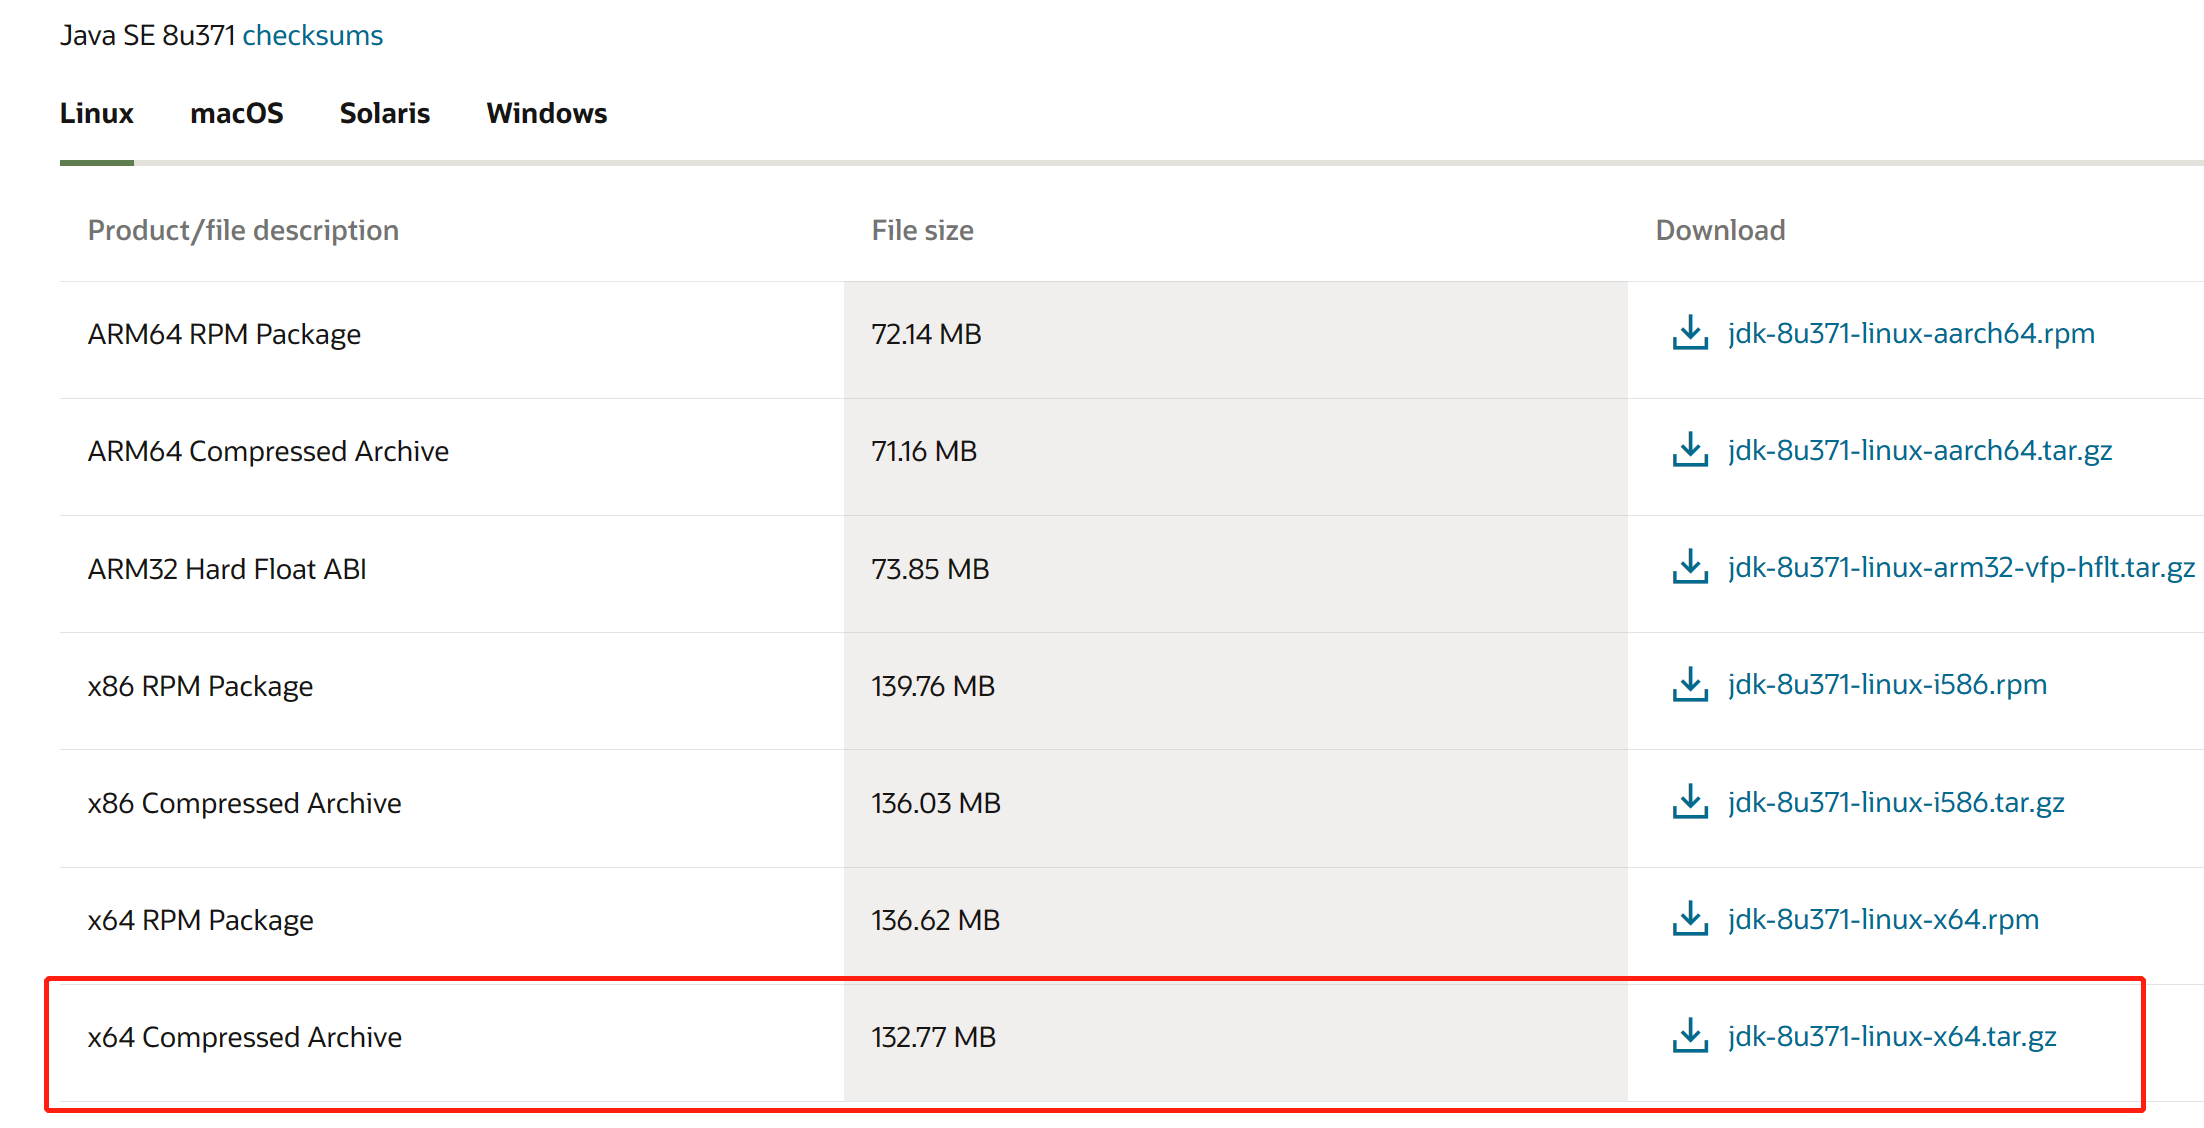 Java SE 8u371 checksums
Linux macOS Solaris Windows
Product/file description File size Download
ARM64 RPM Package 72.14 MB jdk-8u371-linux-aarch64.rpm
ARM64 Compressed Archive 71.16 MB jdk-8u371-linux-aarch64.tar.gz
ARM32 Hard Float ABI 73.85 MB jdk-8u371-linux-arm32-vfp-hflt.tar.gz
x86 RPM Package 139.76 MB jdk-8u371-linux-i586.rpm
x86 Compressed Archive 136.03 MB jdk-8u371-linux-i586.tar.gz
x64 RPM Package 136.62 MB jdk-8u371-linux-x64.rpm
x64 Compressed Archive 132.77 MB jdk-8u371-linux-x64.tar.gz